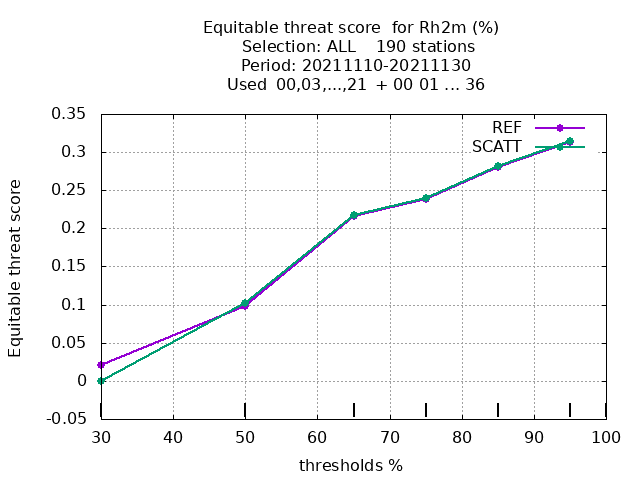 Equitable threat score  for Rh2m (%)
Selection: ALL    190 stations
Period: 20211110-20211130
Used  00,03,...,21  + 00 01 ... 36
REF
SCATT
0.35
0.3
0.25
0.2
0.15
0.1
0.05
0
-0.05
Equitable threat score
30 40 50 60 70 80 90 100
thresholds %